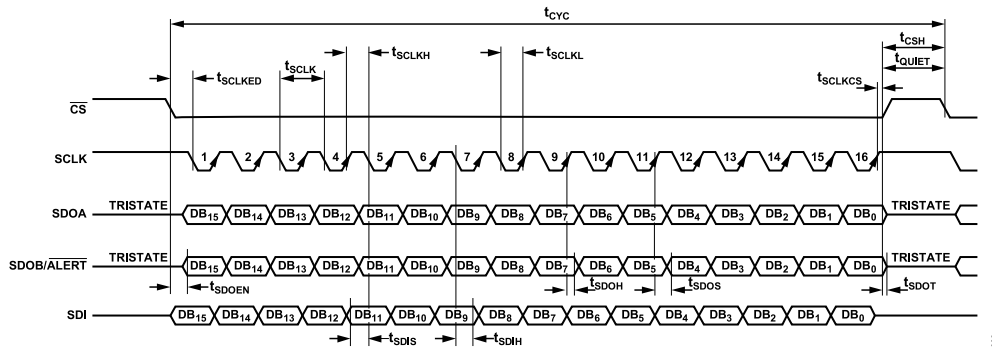 tCYC
tCSH
tSCLKED
tSCLK
tSCLKH
tSCLKL
tQUIET
tSCLKCS
CS
SCLK 1 2 3 4 5 6 7 8 9 10 11 12 13 14 15 16
SDOA TRISTATE DB15 DB14 DB13 DB12 DB11 DB10 DB9 DB8 DB7 DB6 DB5 DB4 DB3 DB2 DB1 DB0 TRISTATE
SDOB/ALERT TRISTATE DB15 DB14 DB13 DB12 DB11 DB10 DB9 DB8 DB7 DB6 DB5 DB4 DB3 DB2 DB1 DB0 TRISTATE
tSDOEN
tSDOH
tSDOS
tSDOT
SDI DB15 DB14 DB13 DB12 DB11 DB10 DB9 DB8 DB7 DB6 DB5 DB4 DB3 DB2 DB1 DB0
tSDIS
tSDIH